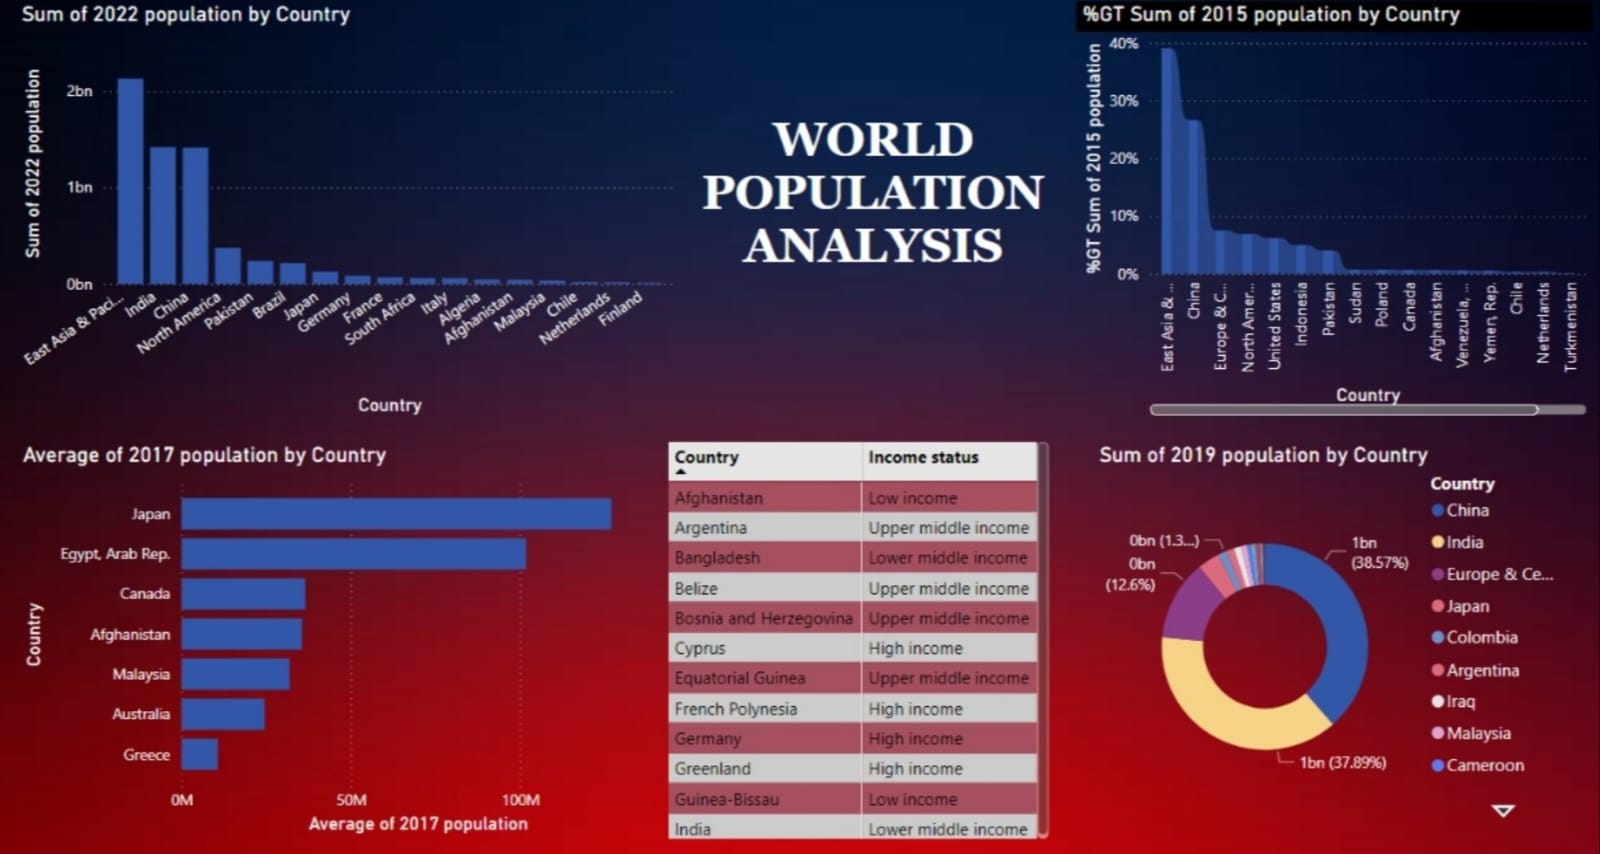 Sum of 2022 population by Country
Sum of 2022 population
2bn
1bn
0bn
East Asia & Paci...
India
China
North America
Pakistan
Brazil
Japan
Germany
France
South Africa
Italy
Algeria
Afghanistan
Malaysia
Chile
Netherlands
Finland
Country
WORLD
POPULATION
ANALYSIS
%GT Sum of 2015 population by Country
%GT Sum of 2015 population
40%
30%
20%
10%
0%
East Asia & ...
China
Europe & C...
North Amer...
United States
Indonesia
Pakistan
Sudan
Poland
Canada
Afghanistan
Venezuela, ...
Yemen, Rep.
Chile
Netherlands
Turkmenistan
Country
Average of 2017 population by Country
Country
Japan
Egypt, Arab Rep.
Canada
Afghanistan
Malaysia
Australia
Greece
0M
50M
100M
Average of 2017 population
Country Income status
Afghanistan Low income
Argentina Upper middle income
Bangladesh Lower middle income
Belize Upper middle income
Bosnia and Herzegovina Upper middle income
Cyprus High income
Equatorial Guinea Upper middle income
French Polynesia High income
Germany High income
Greenland High income
Guinea-Bissau Low income
India Lower middle income
Sum of 2019 population by Country
0bn (1.3...)
0bn
(12.6%)
1bn
(38.57%)
1bn (37.89%)
Country
China
India
Europe & Ce...
Japan
Colombia
Argentina
Iraq
Malaysia
Cameroon